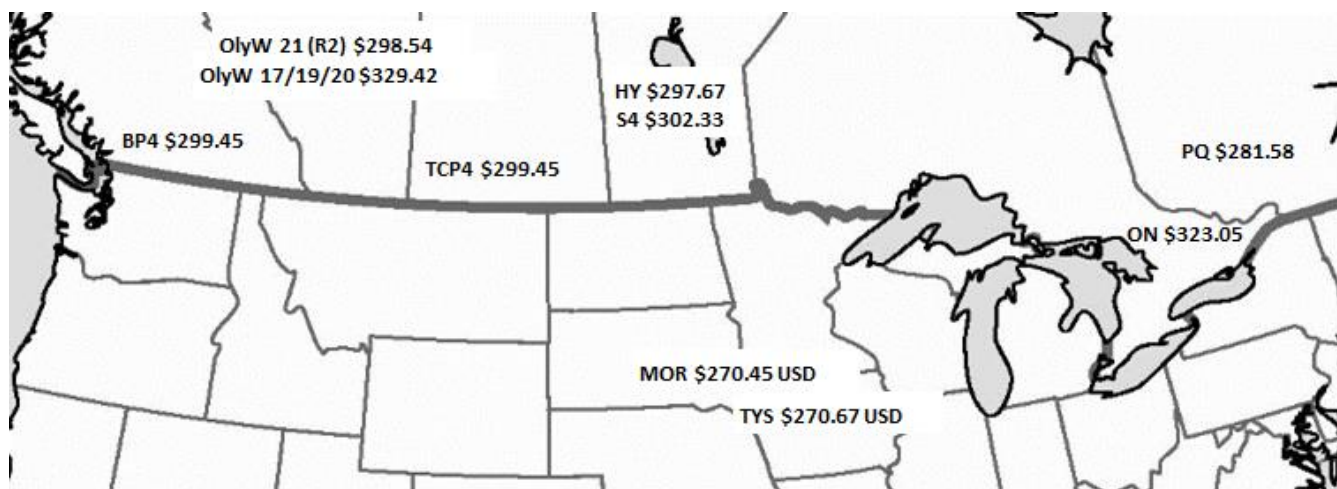 OlyW 21 (R2) $298.54
OlyW 17/19/20 $329.42
HY $297.67
S4 $302.33
BP4 $299.45
TCP4 $299.45
PQ $281.58
ON $323.05
MOR $270.45 USD
TYS $270.67 USD